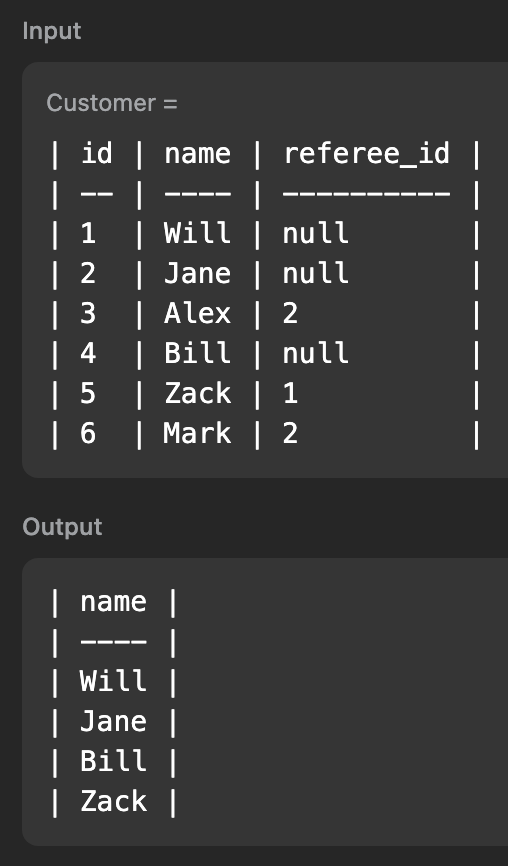 Input
Customer =
| id | name | referee_id |
| -- | ---- | ---------- |
| 1  | Will | null       |
| 2  | Jane | null       |
| 3  | Alex | 2          |
| 4  | Bill | null       |
| 5  | Zack | 1          |
| 6  | Mark | 2          |
Output
| name |
| ---- |
| Will |
| Jane |
| Bill |
| Zack |